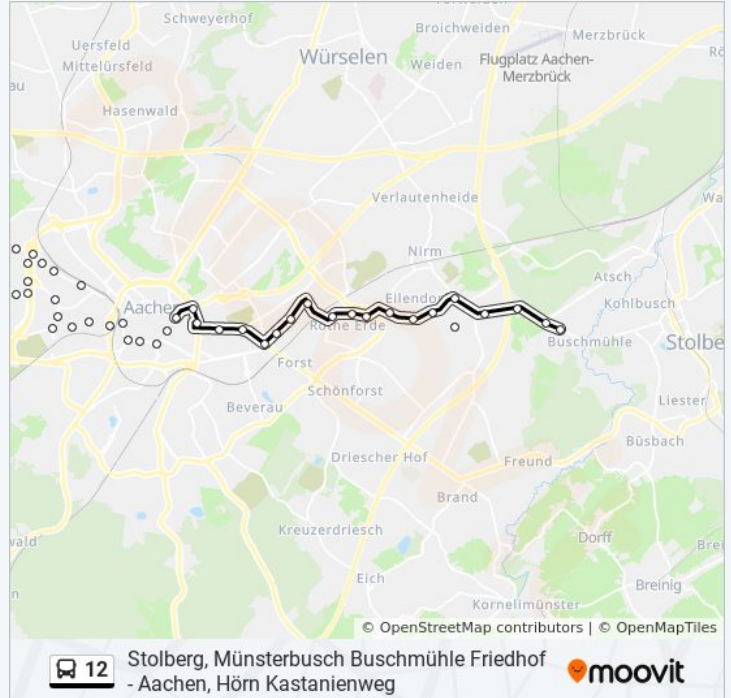 Schweyerhof
Broichweiden
Merzbrück
Uersfeld
Mittelürsfeld
Würselen
Weiden
Flugplatz Aachen-
Merzbrück
Hasenwald
Verlautenheide
Nirm
Atsch
Kohlbusch
Aachen
Eilendorf
Rothe Erde
Buschmühle
Forst
Schönforst
Liester
Beverau
Büsbach
Driescher Hof
Freund
Brand
Dorff
Kreuzerdriesch
Eich
Breinig
Kornelimünster
© OpenStreetMap contributors | © OpenMapTiles
12
Stolberg, Münsterbusch Buschmühle Friedhof
- Aachen, Hörn Kastanienweg
moovit